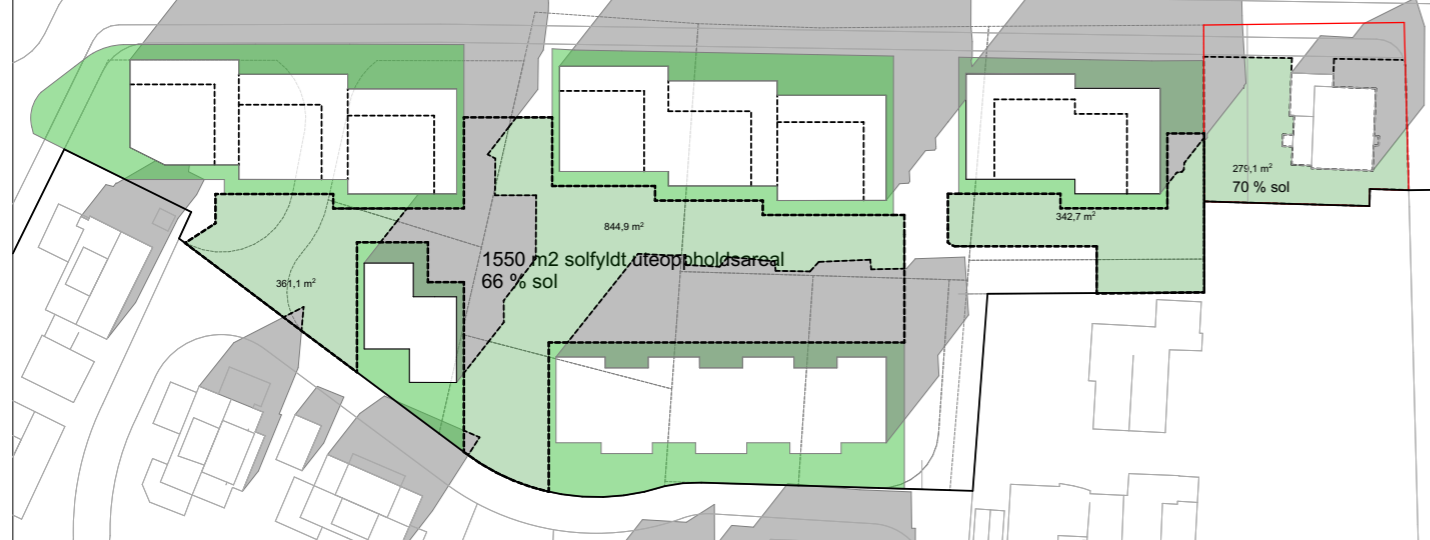 279,1 m²
70 % sol
342,7 m²
844,9 m²
1550 m2 solfyldt uteoppholdsareal
66 % sol
361,1 m²